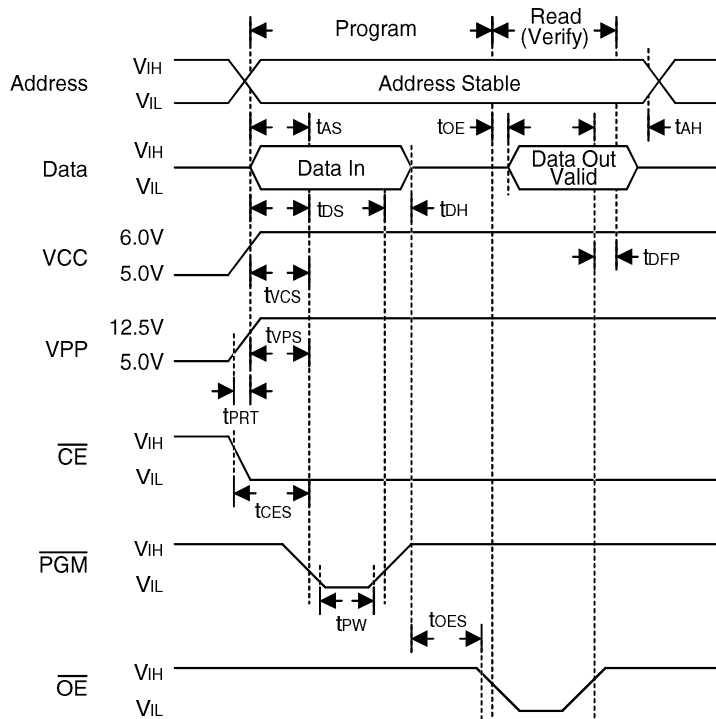 Program
Read
(Verify)
Address
VIH
VIL
Address Stable
tAS
tOE
tAH
Data
VIH
VIL
Data In
Data Out
Valid
tDS
tDH
VCC
6.0V
5.0V
tDFP
tVCS
VPP
12.5V
5.0V
tVPS
tPRT
CE
VIH
VIL
tCES
PGM
VIH
VIL
tPW
tOES
OE
VIH
VIL